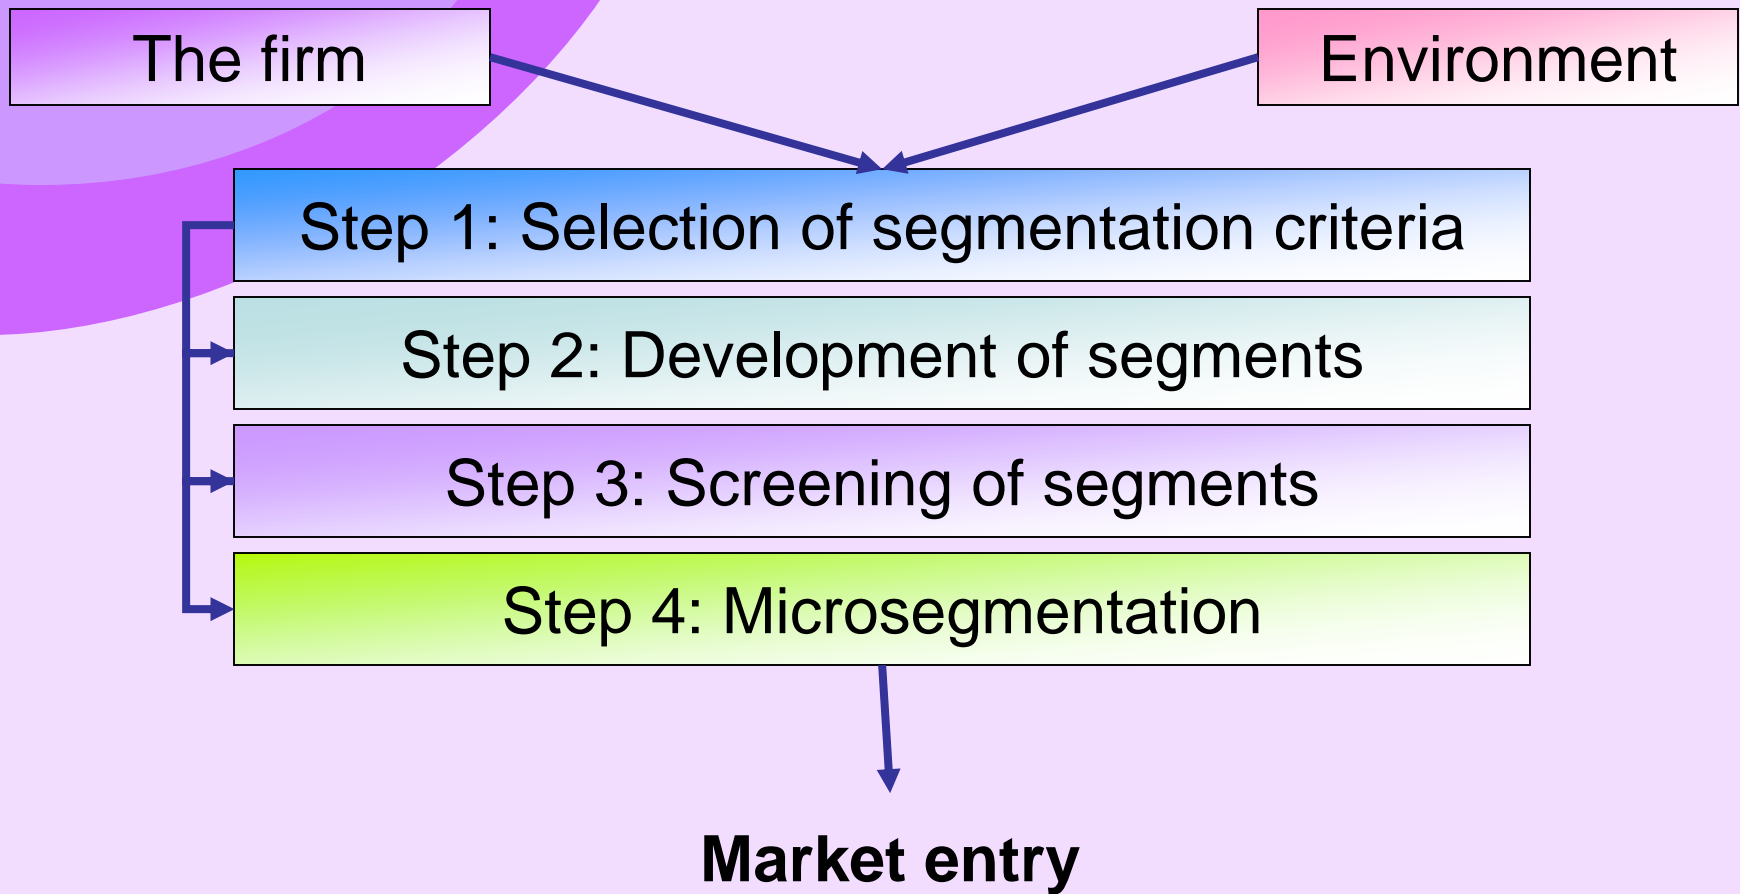 The firm
Environment
Step 1: Selection of segmentation criteria
Step 2: Development of segments
Step 3: Screening of segments
Step 4: Microsegmentation
Market entry